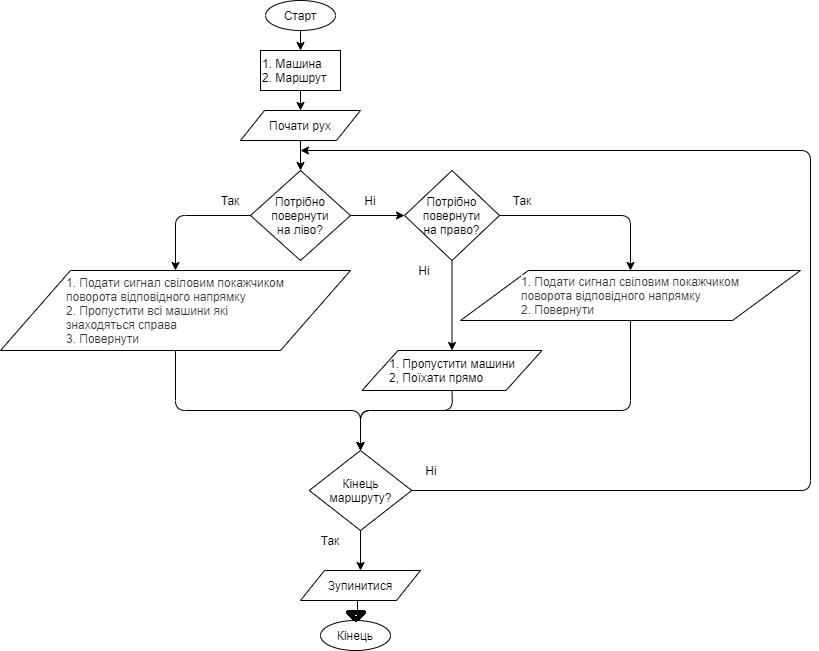 Старт
1. Машина
2. Маршрут
Почати рух
Так
Потрібно
повернути
на ліво?
Ні
Потрібно
повернути
на право?
Так
Ні
1. Подати сигнал свіловим покажчиком
поворота відповідного напрямку
2. Пропустити всі машини які
знаходяться справа
3. Повернути
1. Подати сигнал свіловим покажчиком
поворота відповідного напрямку
2. Повернути
1. Пропустити машини
2, Поїхати прямо
Кінець
маршруту?
Ні
Так
Зупинитися
Кінець